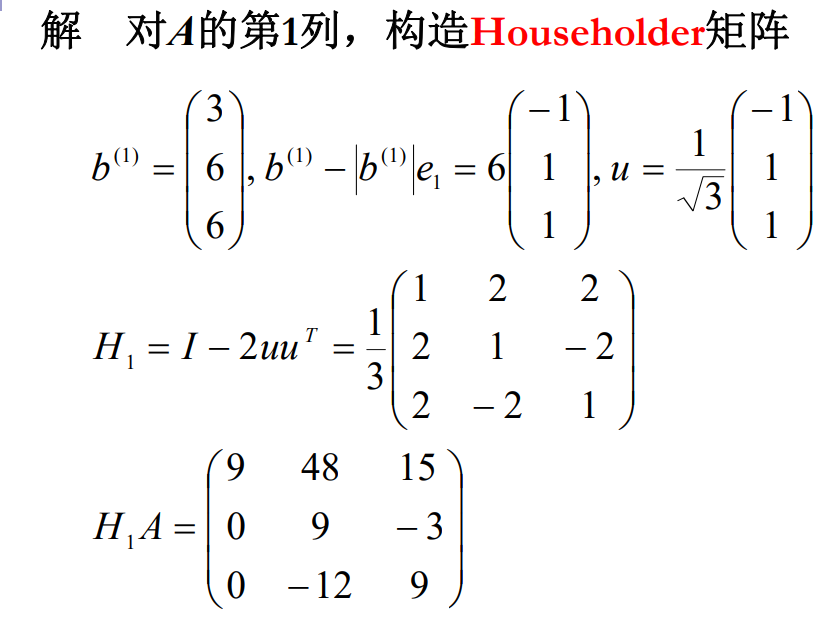 解 对A的第1列，构造Householder矩阵
b^{(1)} = \begin{pmatrix} 3 \\ 6 \\ 6 \end{pmatrix}, b^{(1)} - |b^{(1)}|e_1 = 6\begin{pmatrix} -1 \\ 1 \\ 1 \end{pmatrix}, u = \frac{1}{\sqrt{3}}\begin{pmatrix} -1 \\ 1 \\ 1 \end{pmatrix}
H_1 = I - 2uu^T = \frac{1}{3}\begin{pmatrix} 1 & 2 & 2 \\ 2 & 1 & -2 \\ 2 & -2 & 1 \end{pmatrix}
H_1A = \begin{pmatrix} 9 & 48 & 15 \\ 0 & 9 & -3 \\ 0 & -12 & 9 \end{pmatrix}